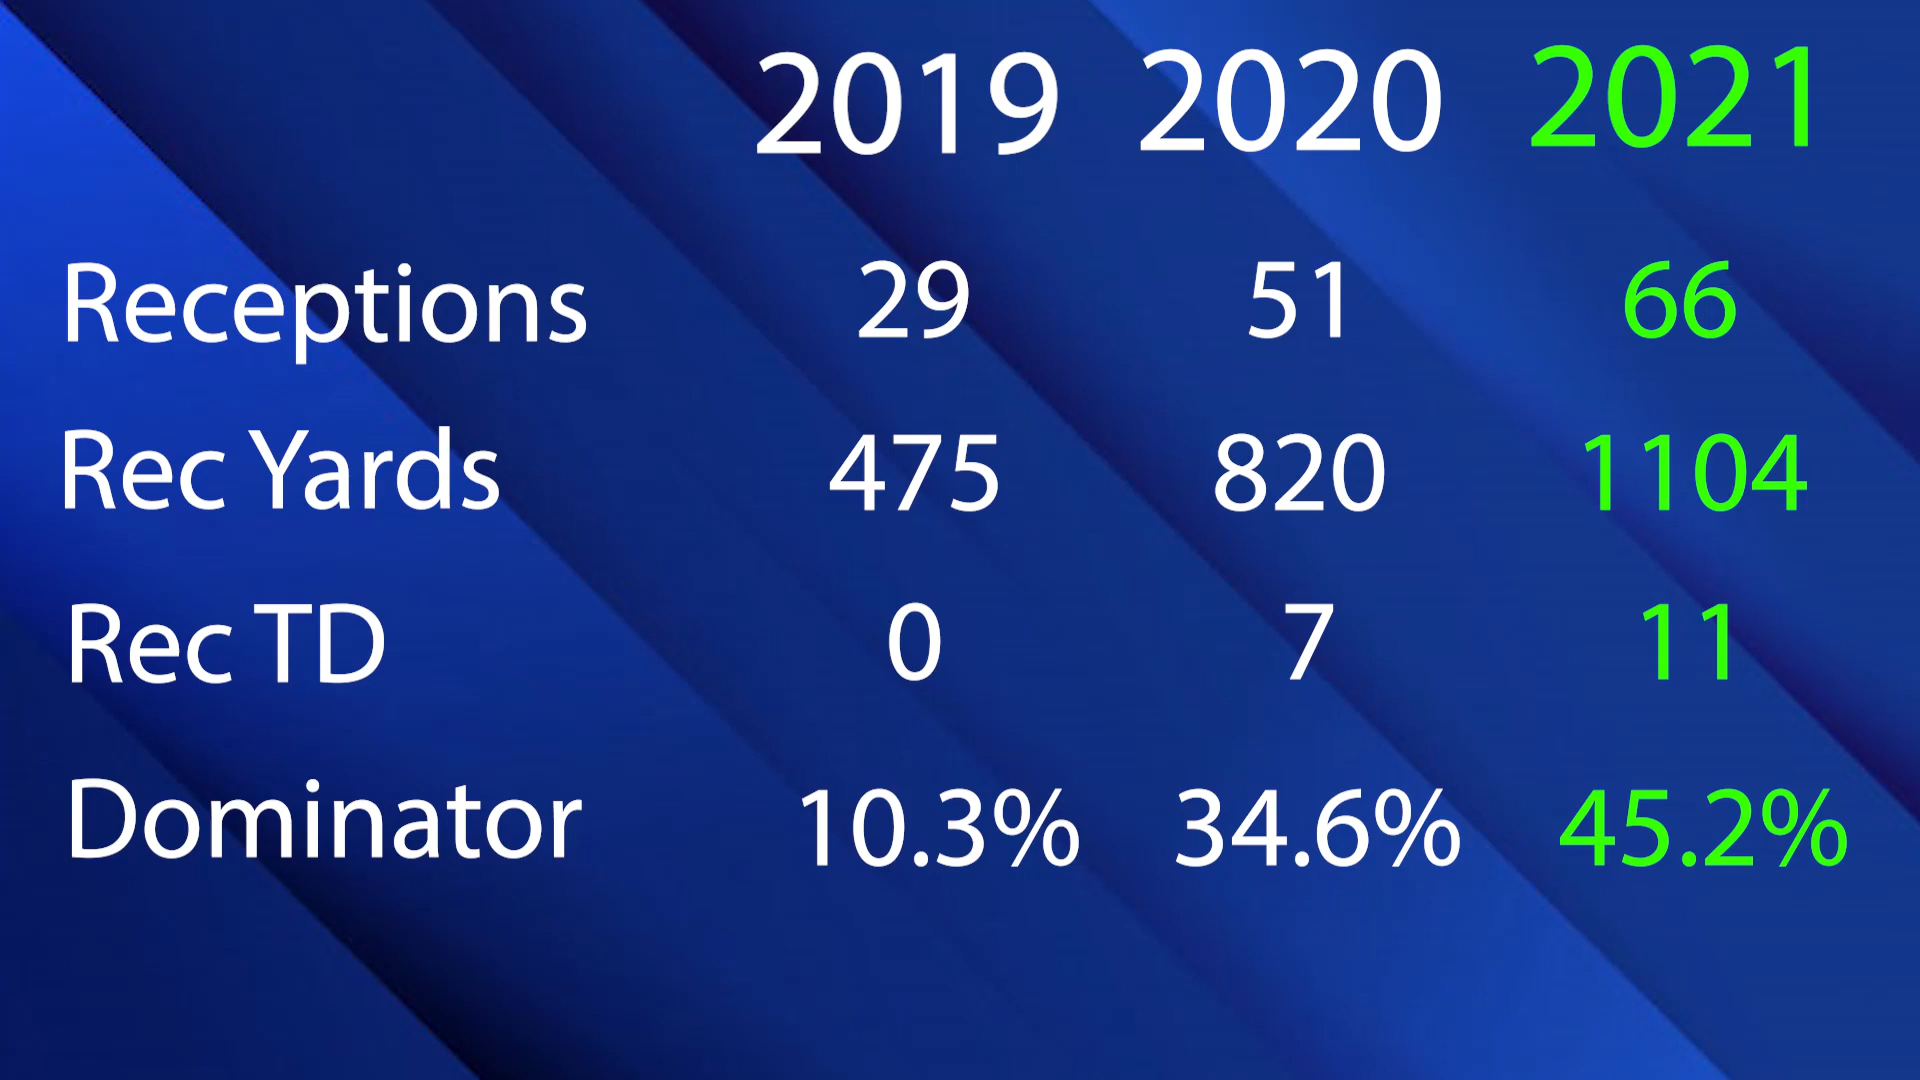 2019 2020 2021
Receptions 29 51 66
Rec Yards 475 820 1104
Rec TD 0 7 11
Dominator 10.3% 34.6% 45.2%